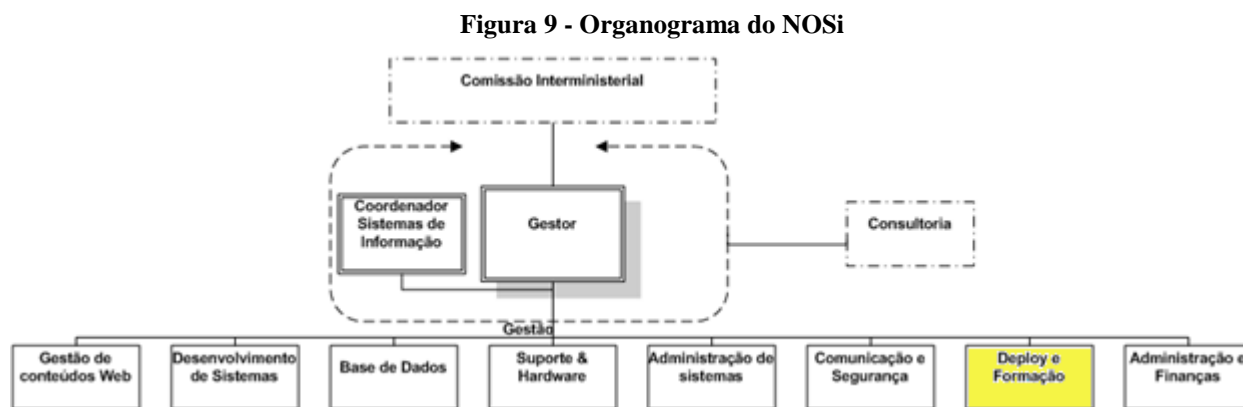 Figura 9 - Organograma do NOSi
Comissão Interministerial
Coordenador
Sistemas de
Informação
Gestor
Consultoria
Gestão
Gestão de
conteúdos Web
Desenvolvimento
de Sistemas
Base de Dados
Suporte &
Hardware
Administração de
sistemas
Comunicação e
Segurança
Deploy e
Formação
Administração e
Finanças